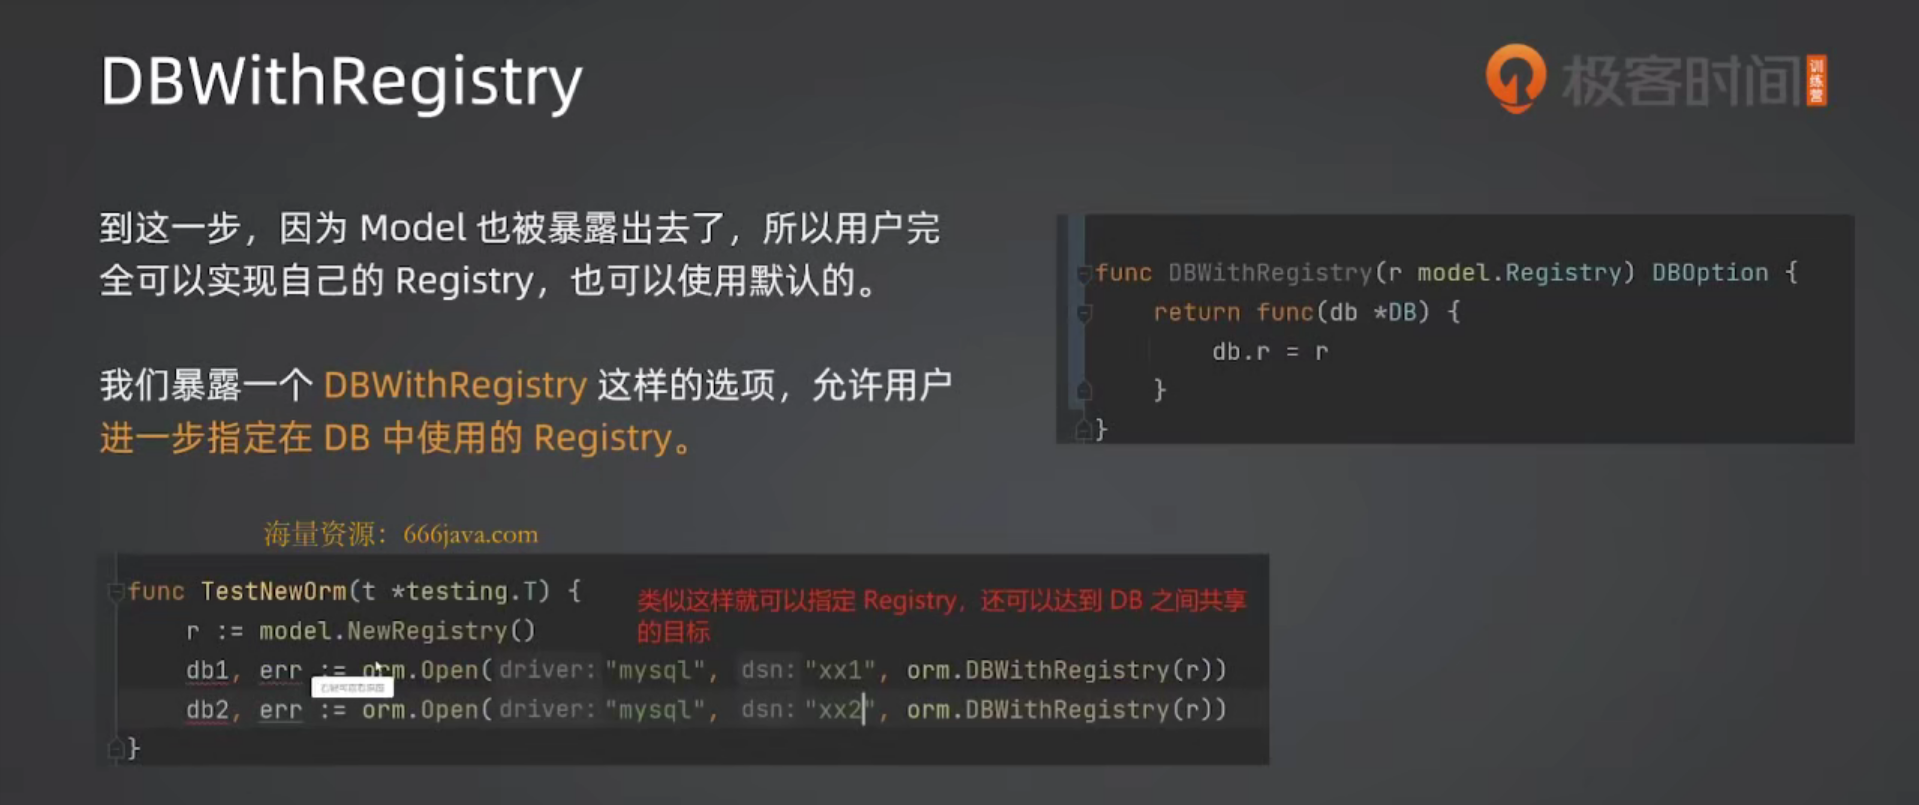 DBWithRegistry
极客时间
训练营
到这一步，因为 Model 也被暴露出去了，所以用户完
全可以实现自己的 Registry，也可以使用默认的。
我们暴露一个 DBWithRegistry 这样的选项，允许用户
进一步指定在 DB 中使用的 Registry。
func DBWithRegistry(r model.Registry) DBOption {
return func(db *DB) {
db.r = r
}
}
海量资源：666java.com
func TestNewOrm(t *testing.T) {
类似这样就可以指定 Registry，还可以达到 DB 之间共享
的目标
r := model.NewRegistry()
db1, err := orm.Open( driver: "mysql", dsn: "xx1", orm.DBWithRegistry(r))
db2, err := orm.Open( driver: "mysql", dsn: "xx2", orm.DBWithRegistry(r))
}